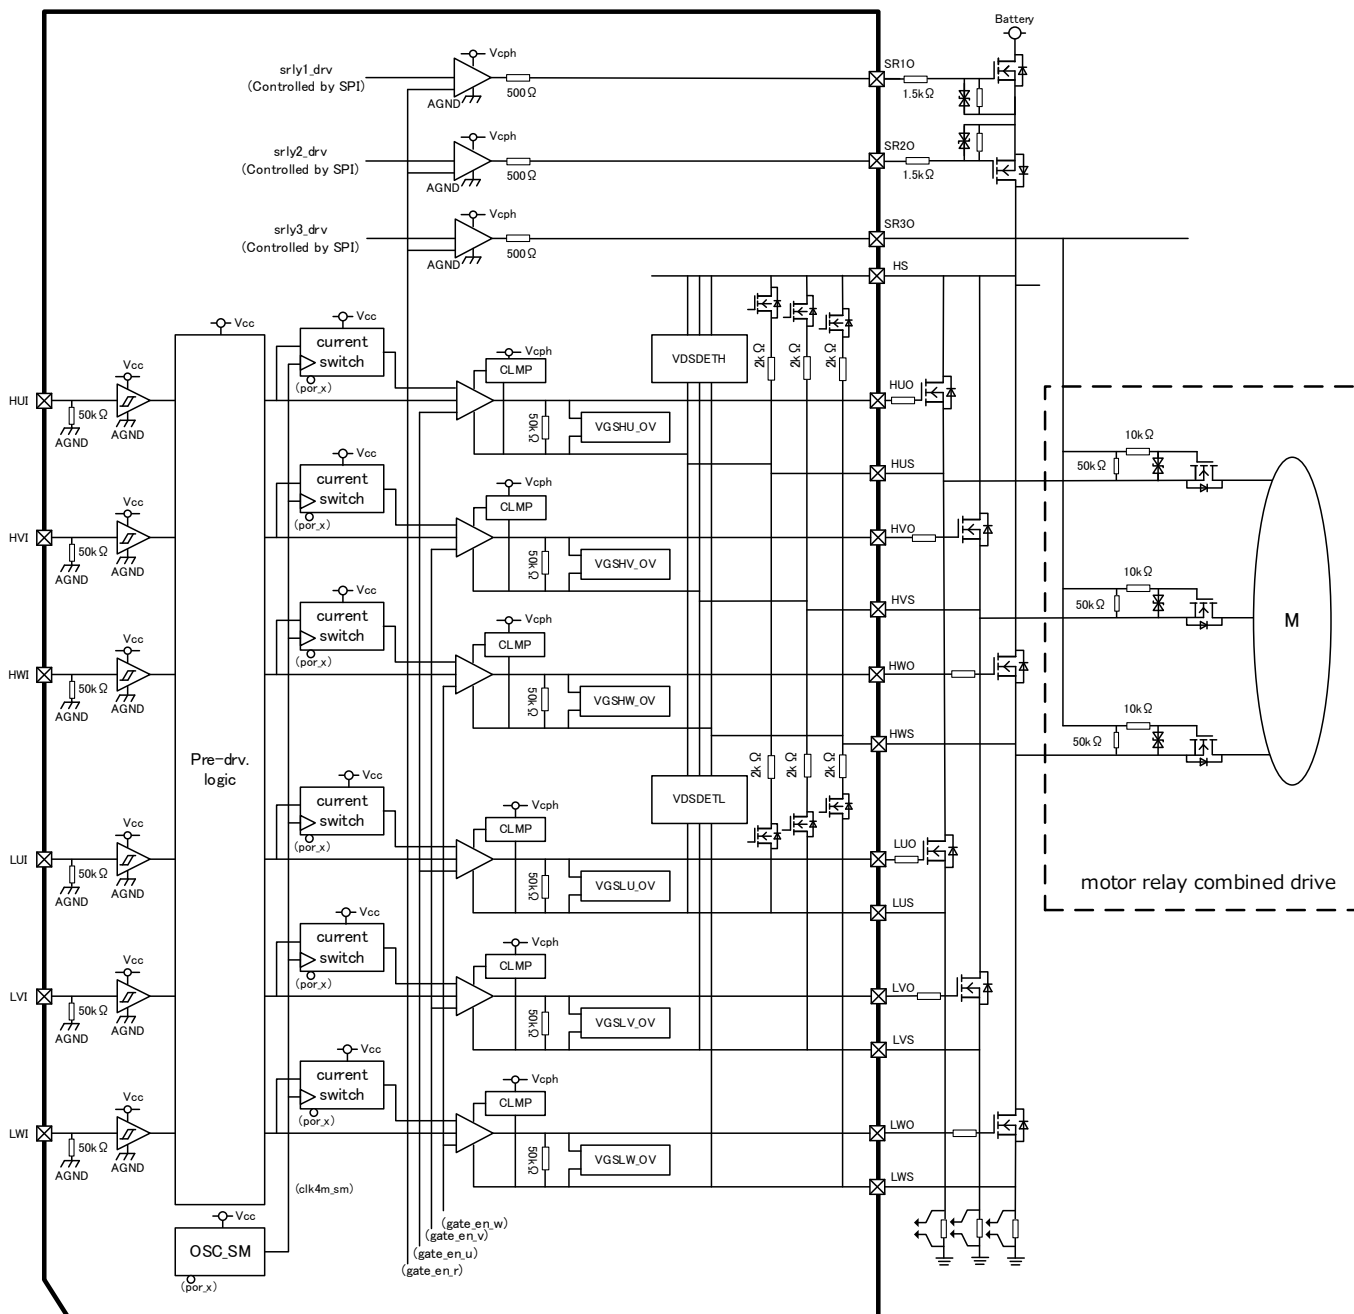 Battery
Vcph
srly1_drv
(Controlled by SPI)
AGND
500Ω
SR1O
1.5kΩ
Vcph
srly2_drv
(Controlled by SPI)
AGND
500Ω
SR2O
1.5kΩ
Vcph
srly3_drv
(Controlled by SPI)
AGND
500Ω
SR3O
HS
Vcc
Vcc
current
switch
(por_x)
Vcph
CLMP
VDSDETH
2kΩ
2kΩ
2kΩ
Vcc
HUI
50kΩ
AGND
AGND
50kΩ
VGSHU_OV
HUO
HUS
10kΩ
50kΩ
Vcc
current
switch
(por_x)
Vcph
CLMP
Vcc
HVI
50kΩ
AGND
AGND
50kΩ
VGSHV_OV
HVO
HVS
10kΩ
50kΩ
M
Vcc
current
switch
(por_x)
Vcph
CLMP
Vcc
HWI
50kΩ
AGND
AGND
50kΩ
VGSHW_OV
HWO
HWS
10kΩ
50kΩ
Pre-drv.
logic
2kΩ
2kΩ
2kΩ
VDSDETL
Vcc
current
switch
(por_x)
Vcph
CLMP
Vcc
LUI
50kΩ
AGND
AGND
50kΩ
VGSLU_OV
LUO
LUS
motor relay combined drive
Vcc
current
switch
(por_x)
Vcph
CLMP
Vcc
LVI
50kΩ
AGND
AGND
50kΩ
VGSLV_OV
LVO
LVS
Vcc
current
switch
(por_x)
Vcph
CLMP
Vcc
LWI
50kΩ
AGND
AGND
50kΩ
VGSLW_OV
LWO
LWS
(clk4m_sm)
Vcc
OSC_SM
(por_x)
(gate_en_w)
(gate_en_v)
(gate_en_u)
(gate_en_r)